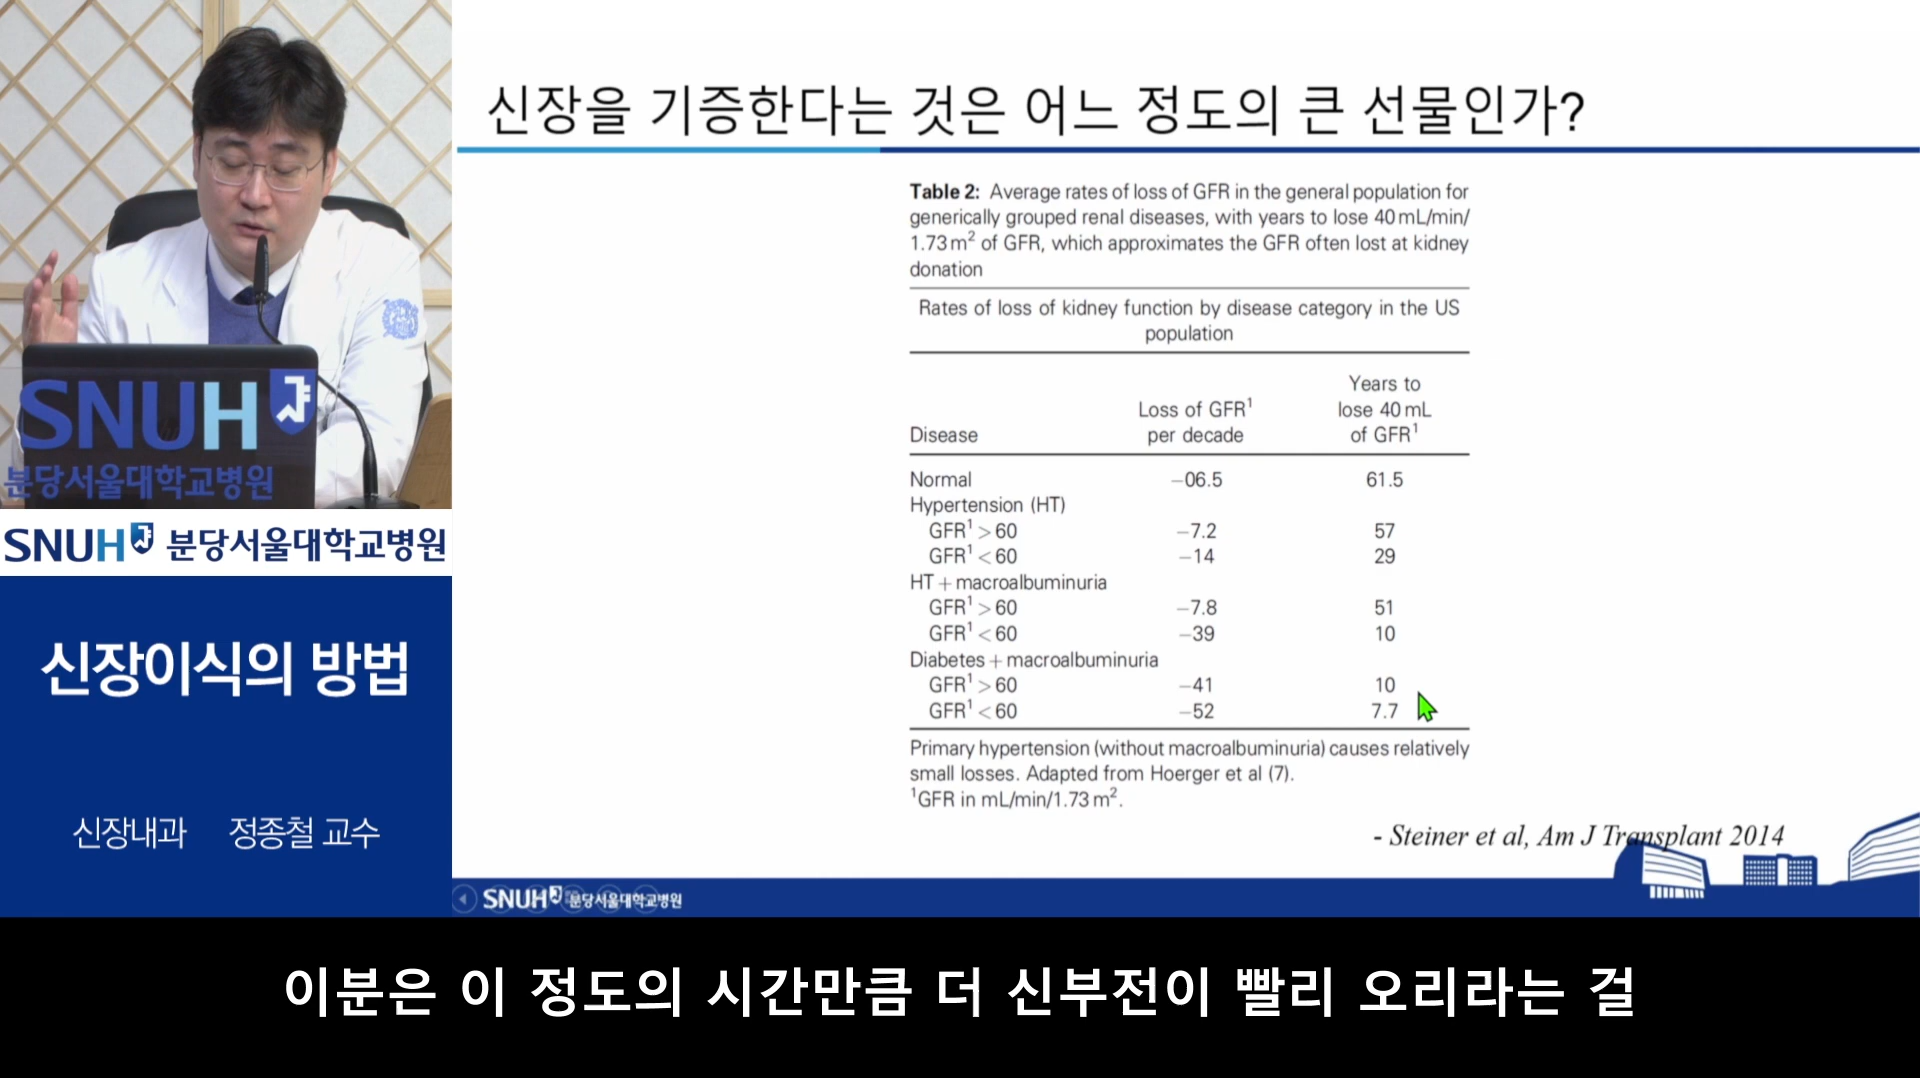 신장을 기증한다는 것은 어느 정도의 큰 선물인가?
Table 2: Average rates of loss of GFR in the general population for
generically grouped renal diseases, with years to lose 40 mL/min/
1.73 m² of GFR, which approximates the GFR often lost at kidney
donation
Rates of loss of kidney function by disease category in the US
population
Disease Loss of GFR¹ per decade Years to lose 40 mL of GFR¹
Normal −06.5 61.5
Hypertension (HT)
GFR¹ > 60 −7.2 57
GFR¹ < 60 −14 29
HT + macroalbuminuria
GFR¹ > 60 −7.8 51
GFR¹ < 60 −39 10
Diabetes + macroalbuminuria
GFR¹ > 60 −41 10
GFR¹ < 60 −52 7.7
Primary hypertension (without macroalbuminuria) causes relatively
small losses. Adapted from Hoerger et al (7).
¹GFR in mL/min/1.73 m².
- Steiner et al, Am J Transplant 2014
SNUH 분당서울대학교병원
SNUH
분당서울대학교병원
SNUH 분당서울대학교병원
신장이식의 방법
신장내과 정종철 교수
이분은 이 정도의 시간만큼 더 신부전이 빨리 오리라는 걸